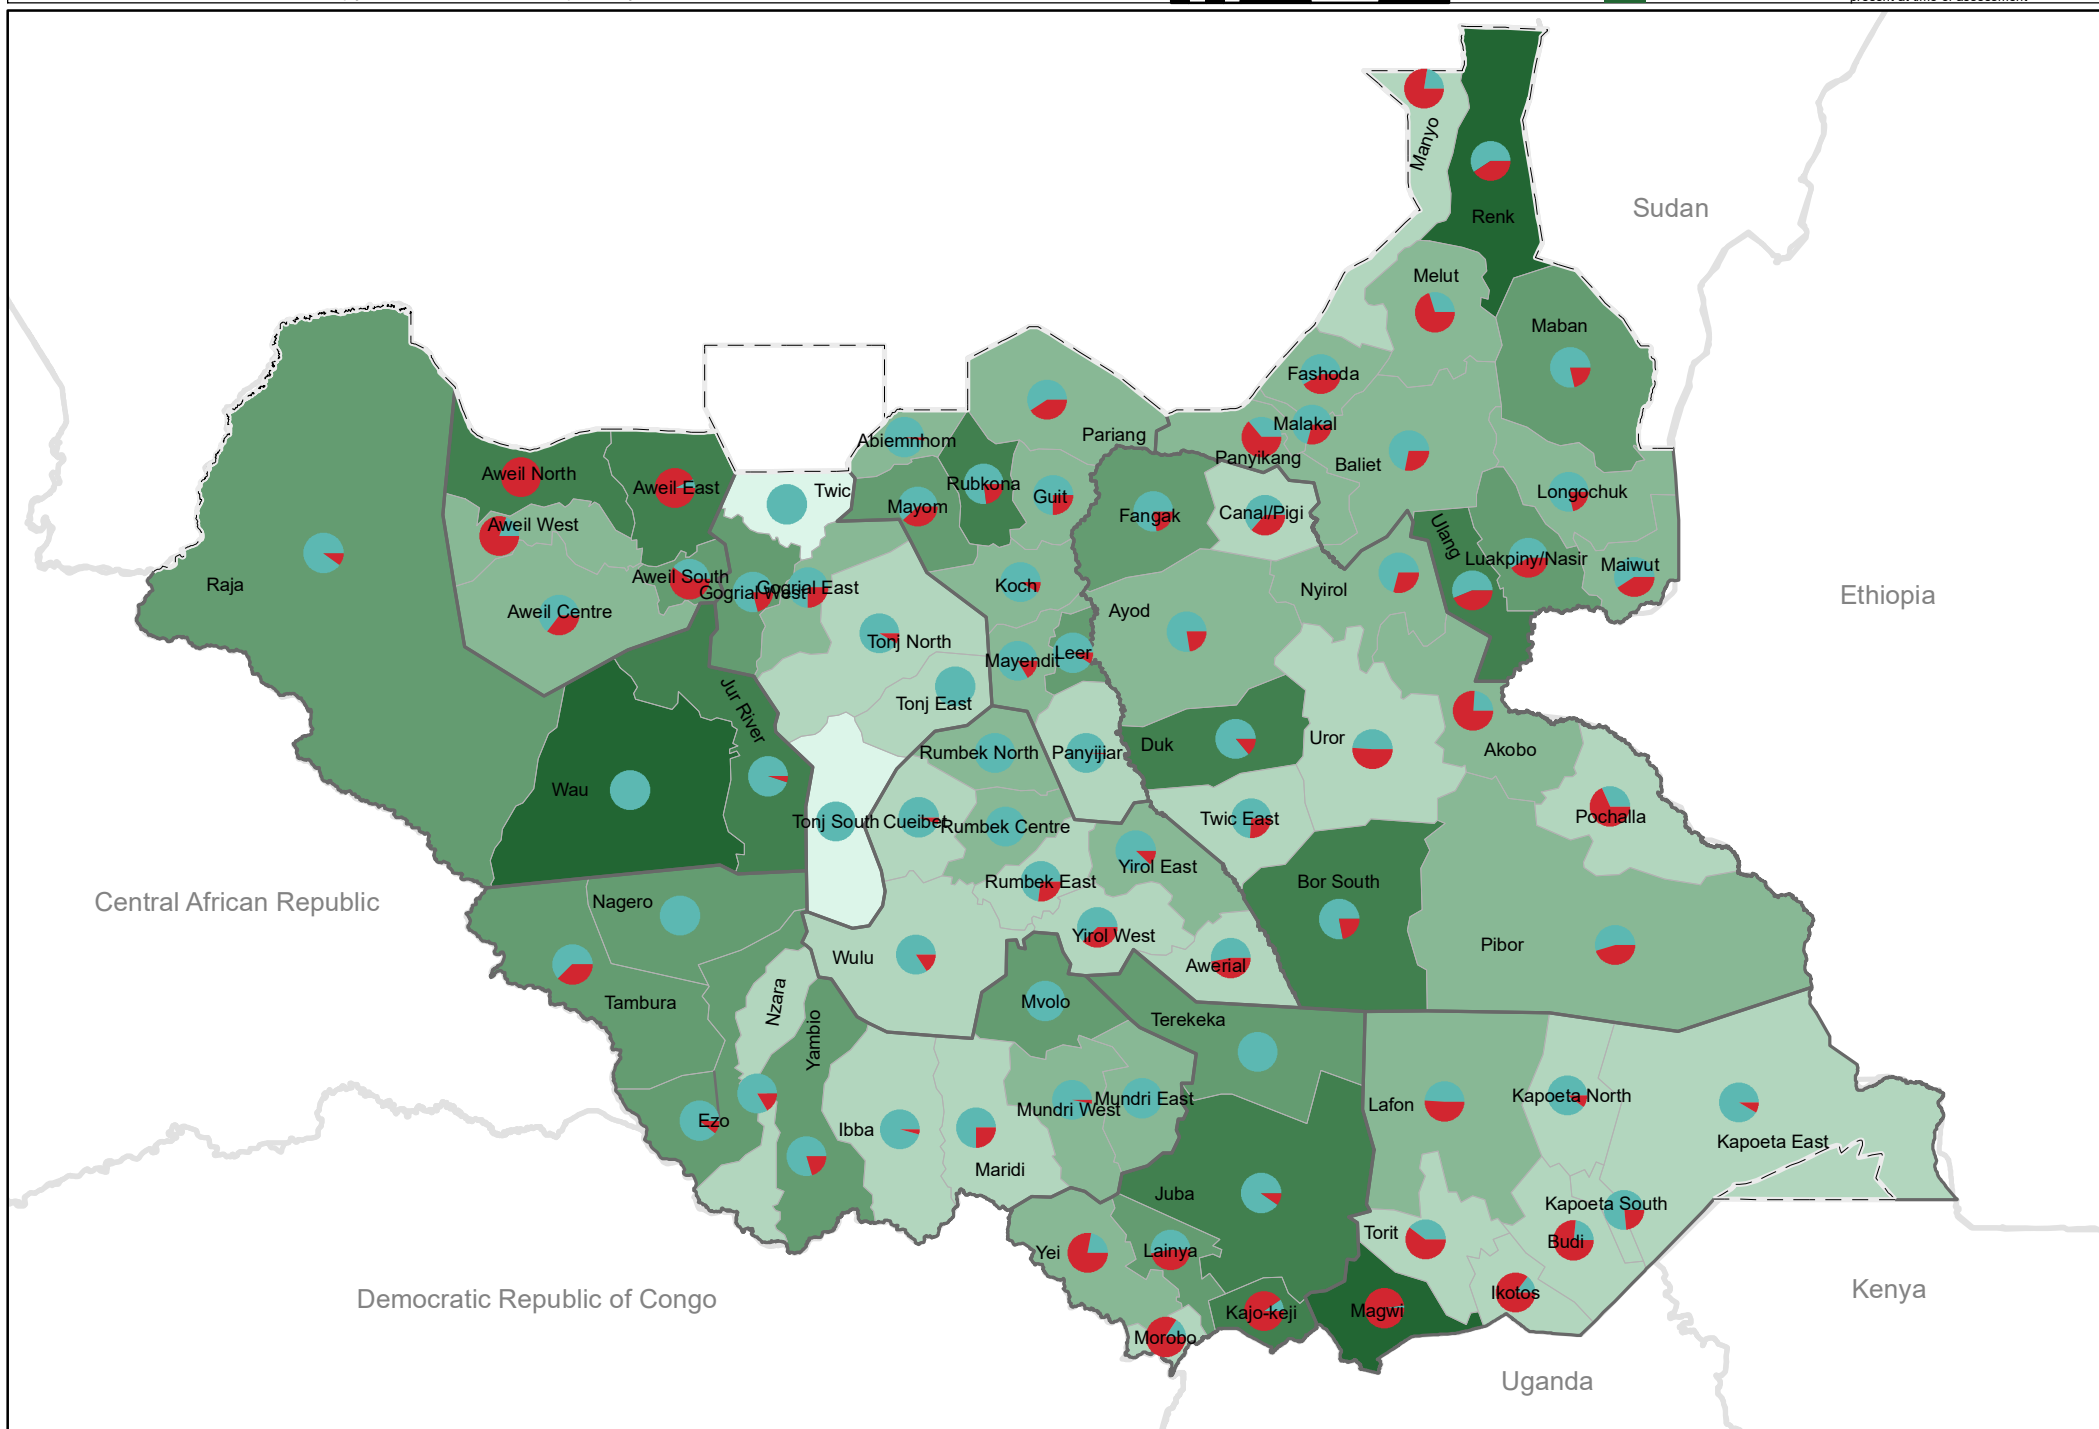 present at time of assessment
Manyo
Renk
Sudan
Melut
Maban
Fashoda
Malakal
Abiemnhom
Pariang
Panyikang
Baliet
Aweil North
Aweil East
Twic
Mayom
Rubkona
Guit
Fangak
Canal/Pigi
Longochuk
Aweil West
Ulang
Luakpiny/Nasir
Maiwut
Raja
Aweil South
Gogrial West
Gogrial East
Koch
Nyirol
Ethiopia
Aweil Centre
Ayod
Tonj North
Mayendit
Leer
Jur River
Tonj East
Rumbek North
Panyijiar
Duk
Uror
Akobo
Wau
Tonj South
Cueibet
Rumbek Centre
Twic East
Pochalla
Yirol East
Rumbek East
Bor South
Central African Republic
Nagero
Yirol West
Pibor
Wulu
Awerial
Tambura
Nzara
Yambio
Mvolo
Terekeka
Ezo
Ibba
Mundri West
Mundri East
Lafon
Kapoeta North
Kapoeta East
Maridi
Juba
Kapoeta South
Torit
Budi
Yei
Lainya
Ikotos
Kenya
Democratic Republic of Congo
Kajo-keji
Magwi
Morobo
Uganda